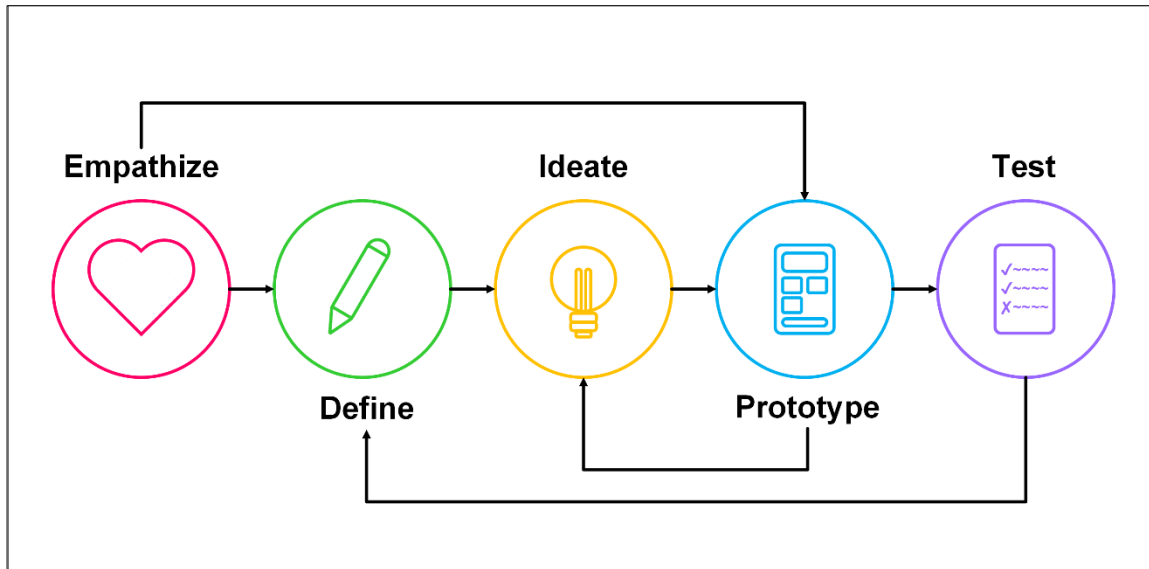 Empathize
Ideate
Test
✓~~~~
✓~~~~
✗~~~~
Define
Prototype